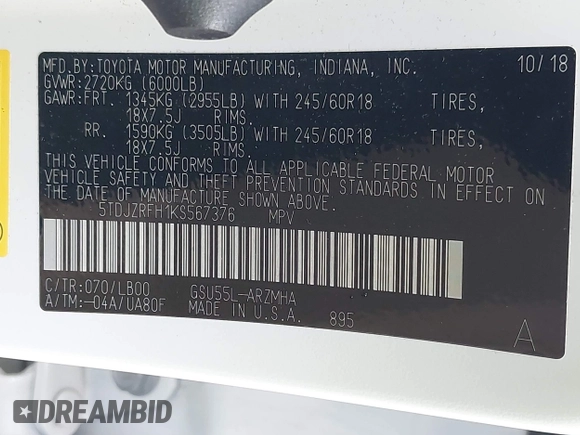 MFD.BY:TOYOTA MOTOR MANUFACTURING, INDIANA, INC. 10/18
GVWR:2720KG (6000LB)
GAWR:FRT. 1345KG (2955LB) WITH 245/60R18 TIRES,
18X7.5J RIMS.
RR. 1590KG (3505LB) WITH 245/60R18 TIRES,
18X7.5J RIMS.
THIS VEHICLE CONFORMS TO ALL APPLICABLE FEDERAL MOTOR
VEHICLE SAFETY AND THEFT PREVENTION STANDARDS IN EFFECT ON
THE DATE OF MANUFACTURE SHOWN ABOVE.
5TDJZRFH1KS567376 MPV
C/TR:070/LB00 GSU55L-ARZMHA
A/TM:-04A/UA80F MADE IN U.S.A. 895 A
DREAMBID